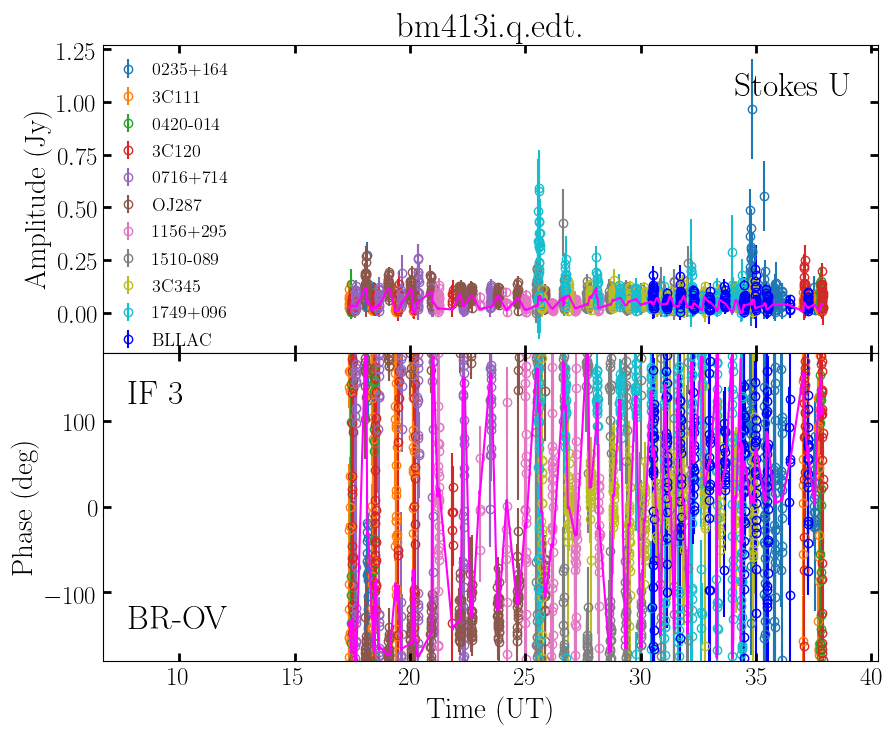 bm413i.q.edt.
Stokes U
Amplitude (Jy)
1.25
1.00
0.75
0.50
0.25
0.00
0235+164
3C111
0420-014
3C120
0716+714
OJ287
1156+295
1510-089
3C345
1749+096
BLLAC
IF 3
BR-OV
Phase (deg)
100
0
−100
10 15 20 25 30 35 40
Time (UT)